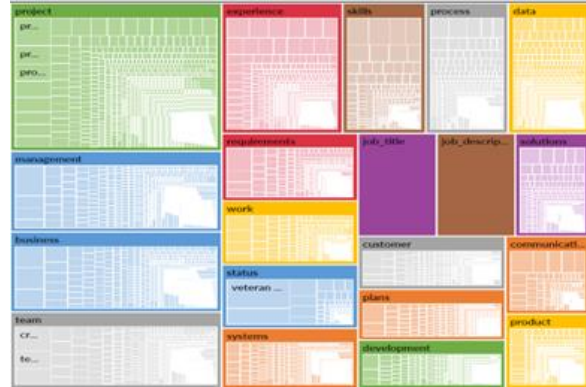 project
pr...
pr...
pro...
experience
skills
process
data
management
requirements
job_title
job_descrip...
solutions
work
business
status
veteran ...
customer
communicati...
plans
team
cr...
te...
systems
development
product